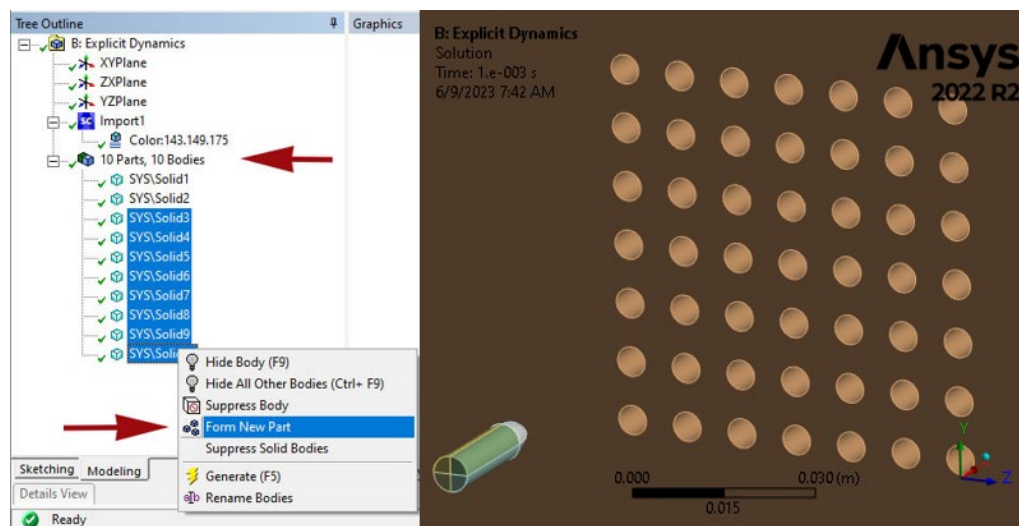 Tree Outline
B: Explicit Dynamics
XYPlane
ZXPlane
YZPlane
Import1
Color:143.149.175
10 Parts, 10 Bodies
SYS\Solid1
SYS\Solid2
SYS\Solid3
SYS\Solid4
SYS\Solid5
SYS\Solid6
SYS\Solid7
SYS\Solid8
SYS\Solid9
SYS\Solid
Hide Body (F9)
Hide All Other Bodies (Ctrl+ F9)
Suppress Body
Form New Part
Suppress Solid Bodies
Generate (F5)
Rename Bodies
Sketching Modeling
Details View
Ready
Graphics
B: Explicit Dynamics
Solution
Time: 1.e-003 s
6/9/2023 7:42 AM
Ansys
2022 R2
0.000 0.030 (m)
0.015
Y
Z